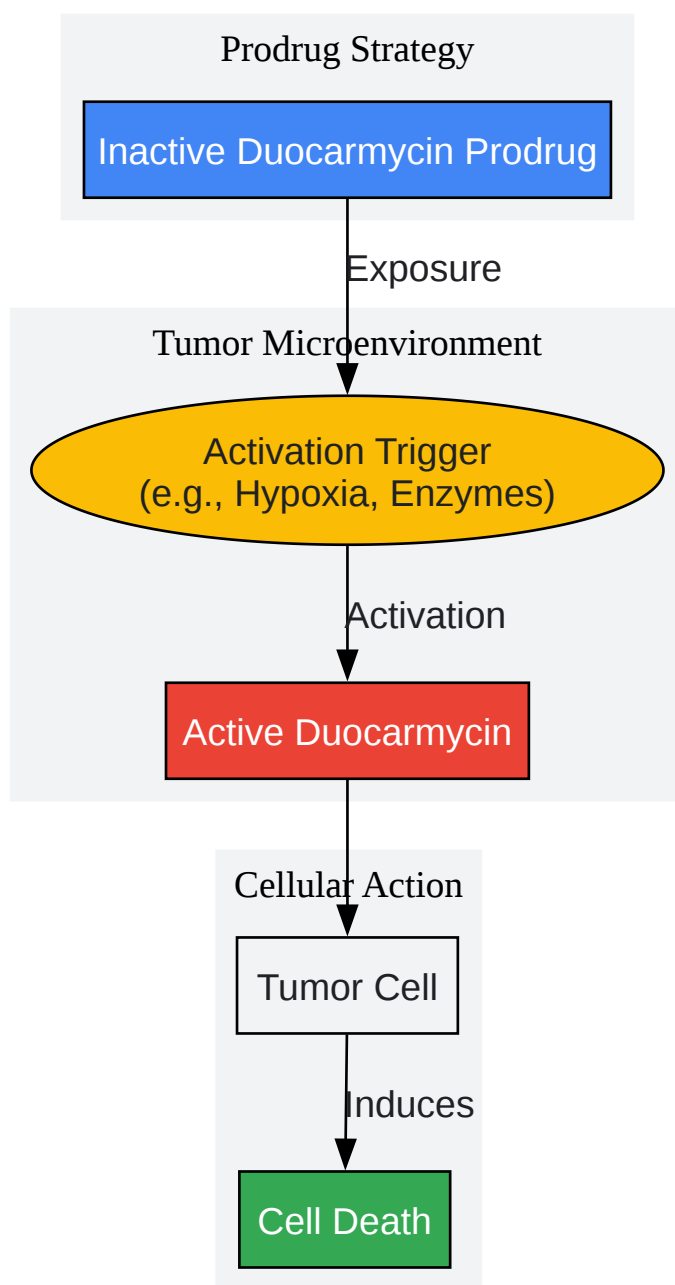 Prodrug Strategy
Inactive Duocarmycin Prodrug
Exposure
Tumor Microenvironment
Activation Trigger
(e.g., Hypoxia, Enzymes)
Activation
Active Duocarmycin
Cellular Action
Tumor Cell
Induces
Cell Death